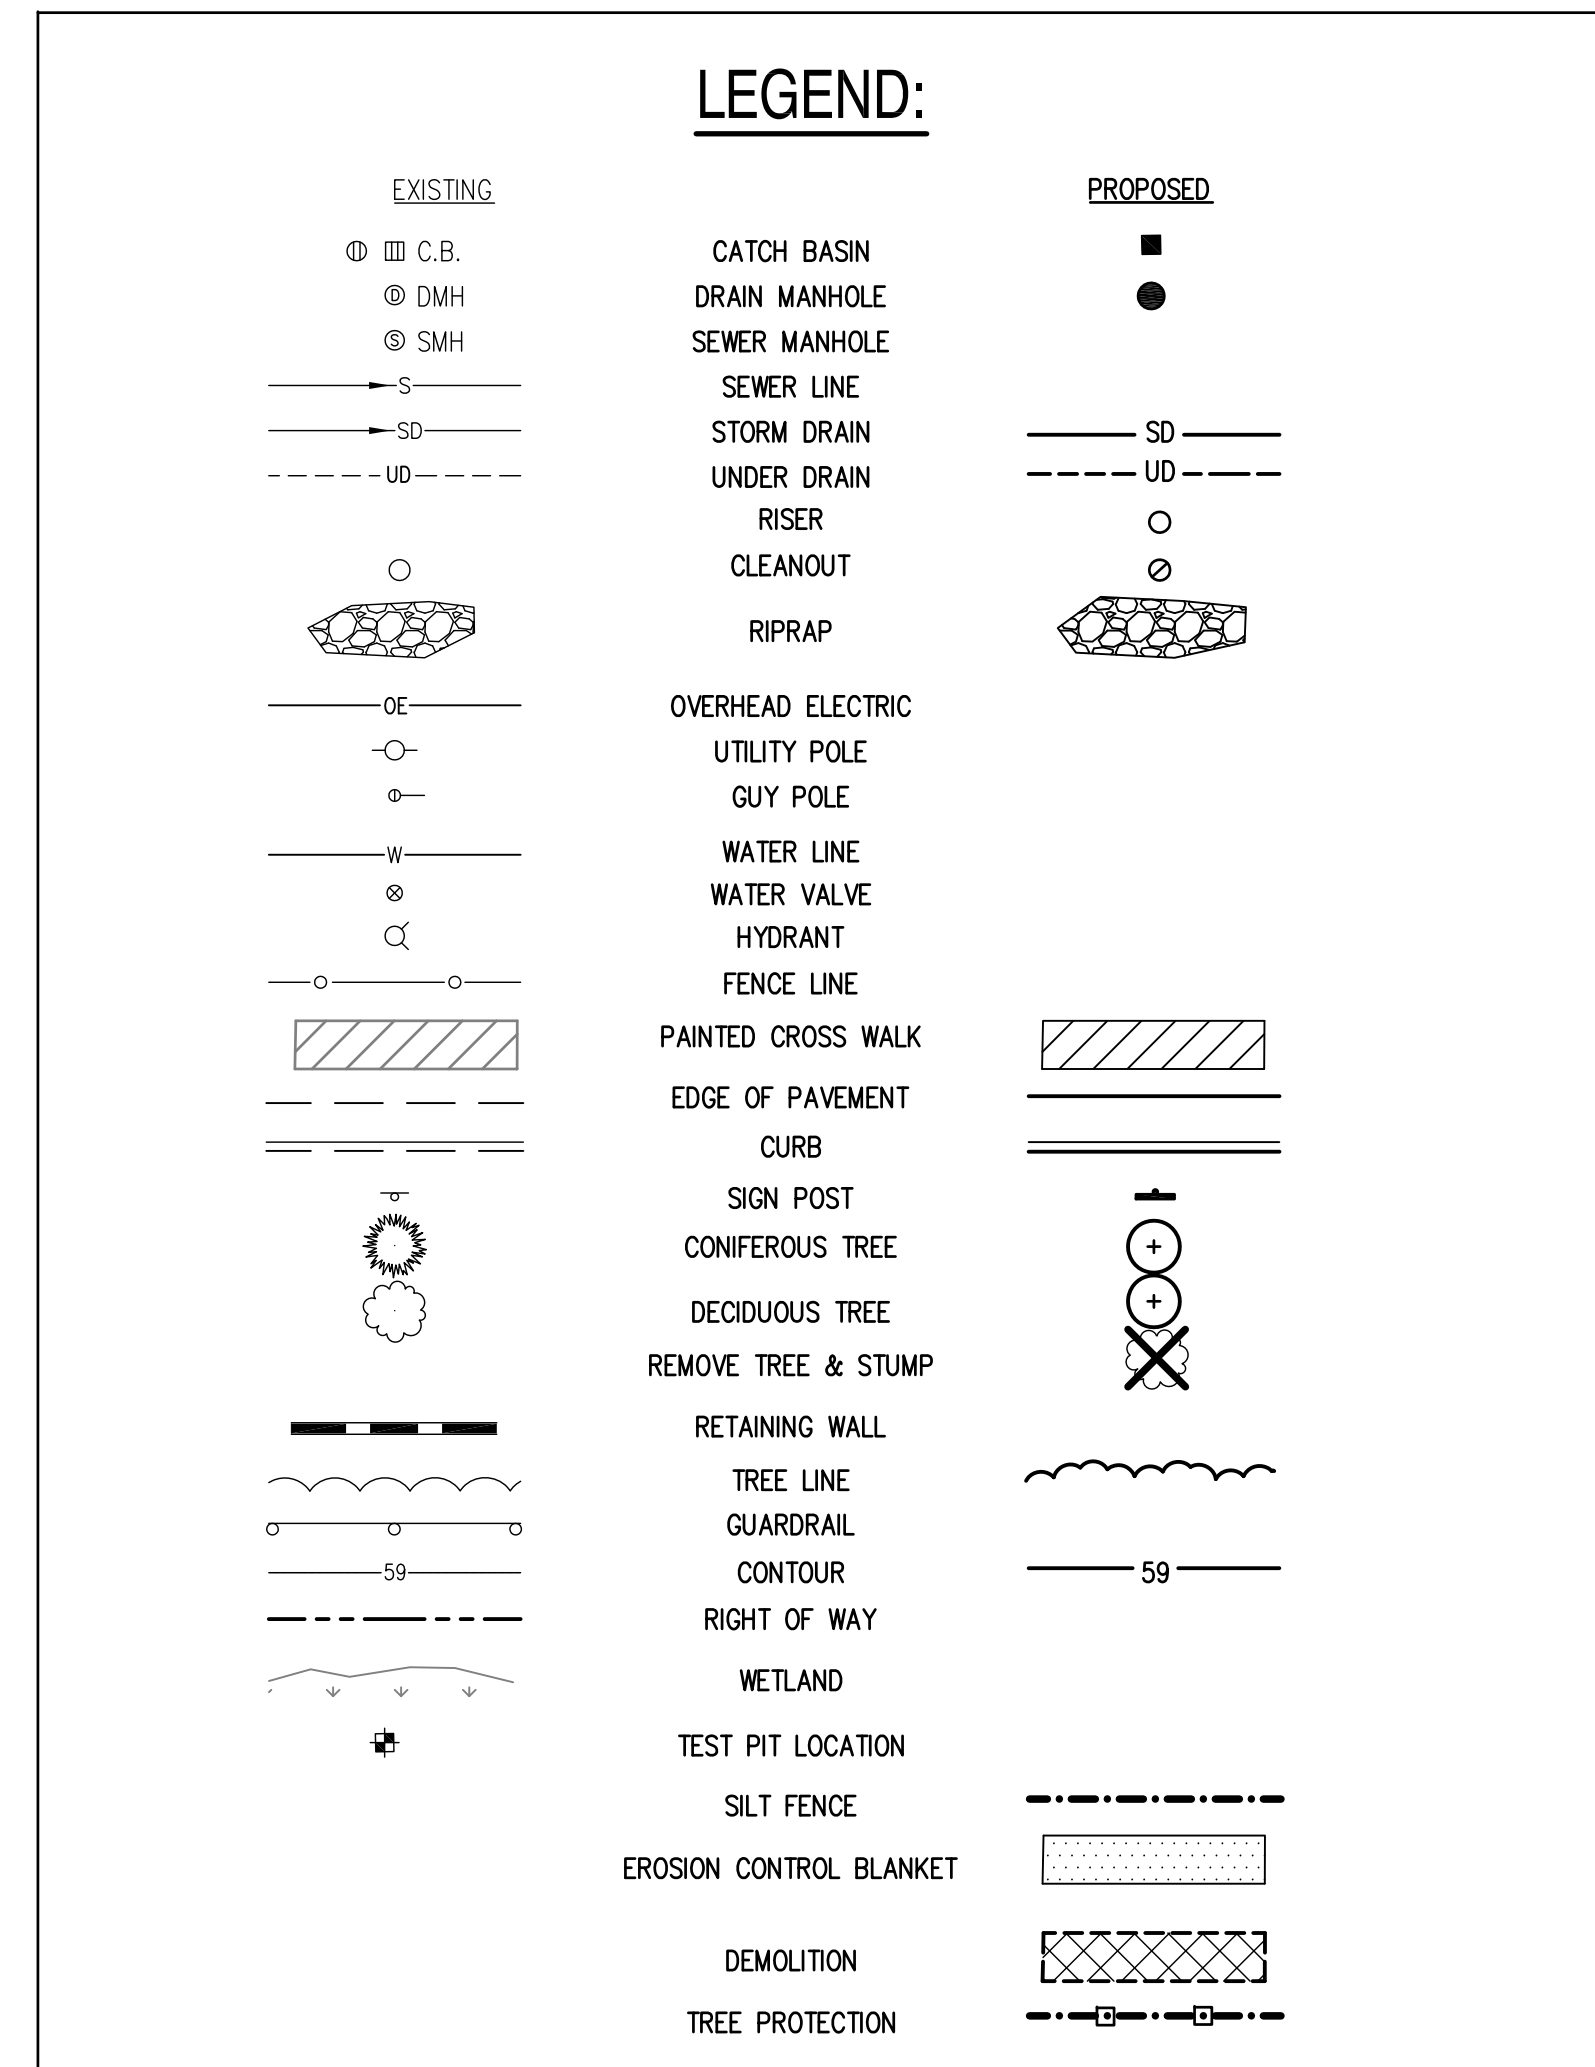 LEGEND:
EXISTING PROPOSED
C.B. CATCH BASIN
D DMH DRAIN MANHOLE
S SMH SEWER MANHOLE
S SEWER LINE
SD STORM DRAIN SD
UD UNDER DRAIN UD
RISER
CLEANOUT
RIPRAP
OE OVERHEAD ELECTRIC
UTILITY POLE
GUY POLE
W WATER LINE
WATER VALVE
HYDRANT
FENCE LINE
PAINTED CROSS WALK
EDGE OF PAVEMENT
CURB
SIGN POST
CONIFEROUS TREE
DECIDUOUS TREE
REMOVE TREE & STUMP
RETAINING WALL
TREE LINE
GUARDRAIL
59 CONTOUR 59
RIGHT OF WAY
WETLAND
TEST PIT LOCATION
SILT FENCE
EROSION CONTROL BLANKET
DEMOLITION
TREE PROTECTION